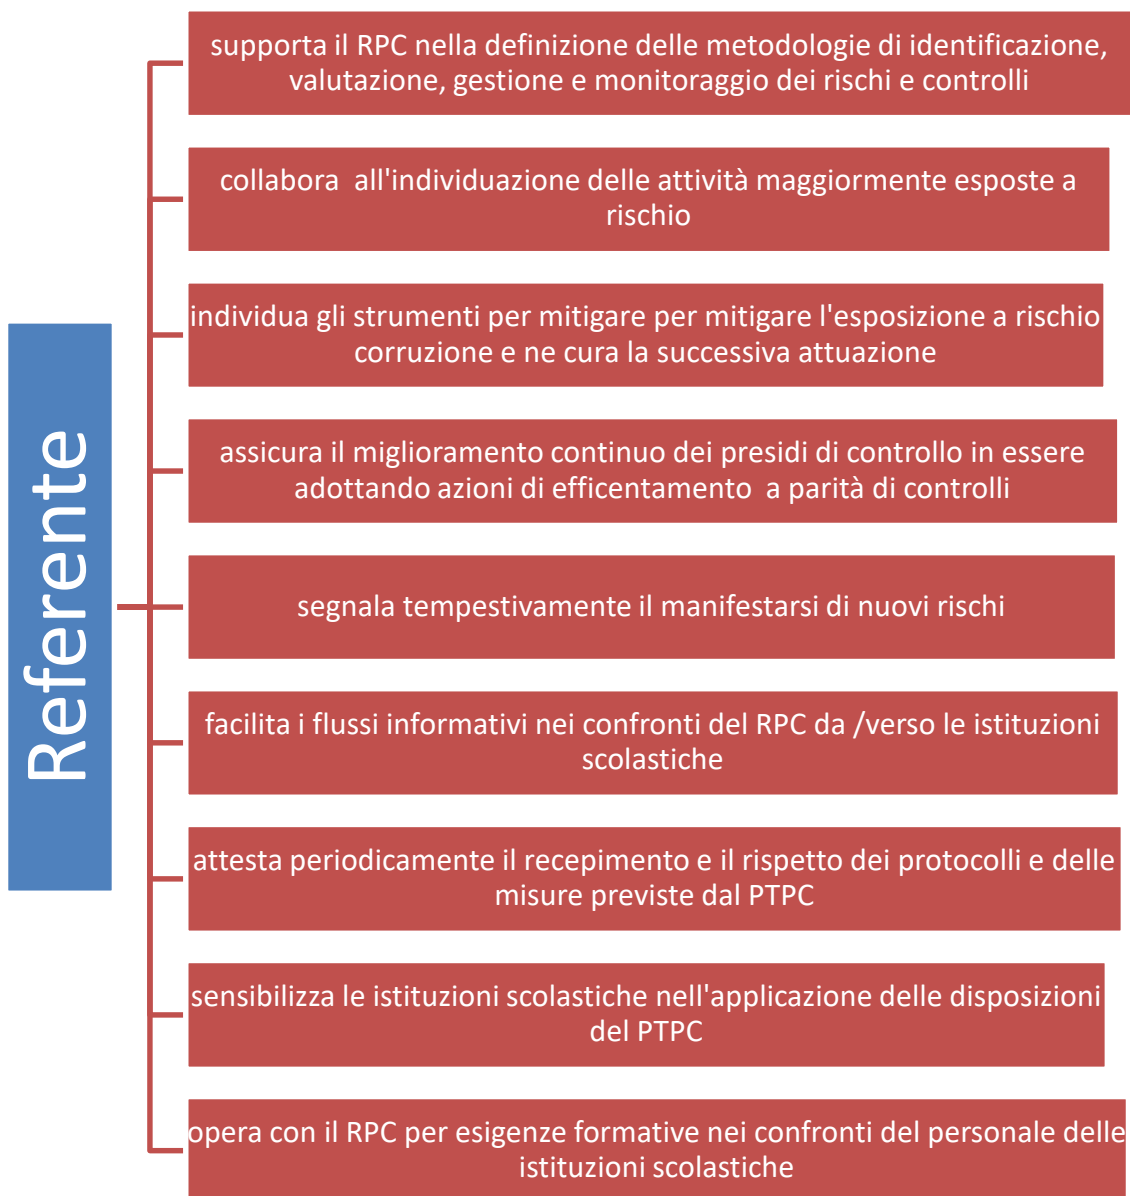 Referente
supporta il RPC nella definizione delle metodologie di identificazione,
valutazione, gestione e monitoraggio dei rischi e controlli
collabora  all'individuazione delle attività maggiormente esposte a
rischio
individua gli strumenti per mitigare per mitigare l'esposizione a rischio
corruzione e ne cura la successiva attuazione
assicura il miglioramento continuo dei presidi di controllo in essere
adottando azioni di efficentamento  a parità di controlli
segnala tempestivamente il manifestarsi di nuovi rischi
facilita i flussi informativi nei confronti del RPC da /verso le istituzioni
scolastiche
attesta periodicamente il recepimento e il rispetto dei protocolli e delle
misure previste dal PTPC
sensibilizza le istituzioni scolastiche nell'applicazione delle disposizioni
del PTPC
opera con il RPC per esigenze formative nei confronti del personale delle
istituzioni scolastiche